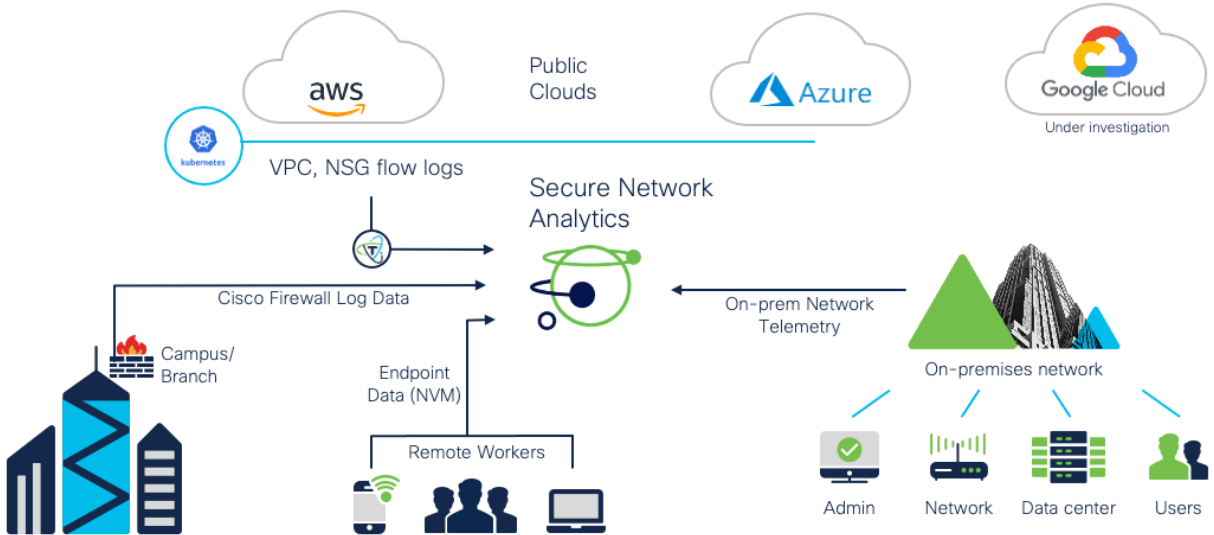 aws
Public
Clouds
Azure
Google Cloud
Under investigation
kubernetes
VPC, NSG flow logs
Secure Network
Analytics
T
Cisco Firewall Log Data
On-prem Network
Telemetry
Campus/
Branch
Endpoint
Data (NVM)
On-premises network
Remote Workers
Admin
Network
Data center
Users